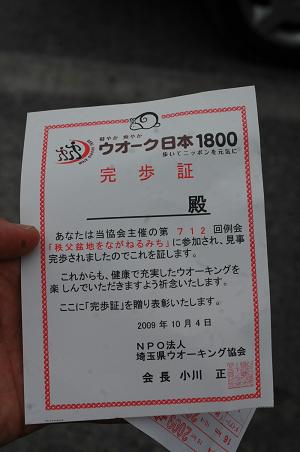 軽やか 爽やか
ウオーク日本1800
歩いてニッポンを元気に
完歩証
殿
あなたは当協会主催の第712回例会
「秩父盆地をながねるみち」に参加され、見事
完歩されましたのでこれを証します。
これからも、健康で充実したウオーキングを
楽しんでいただきますよう祈念いたします。
ここに「完歩証」を贈り表彰いたします。
2009年10月4日
NPO法人
埼玉県ウオーキング協会
会長 小川 正